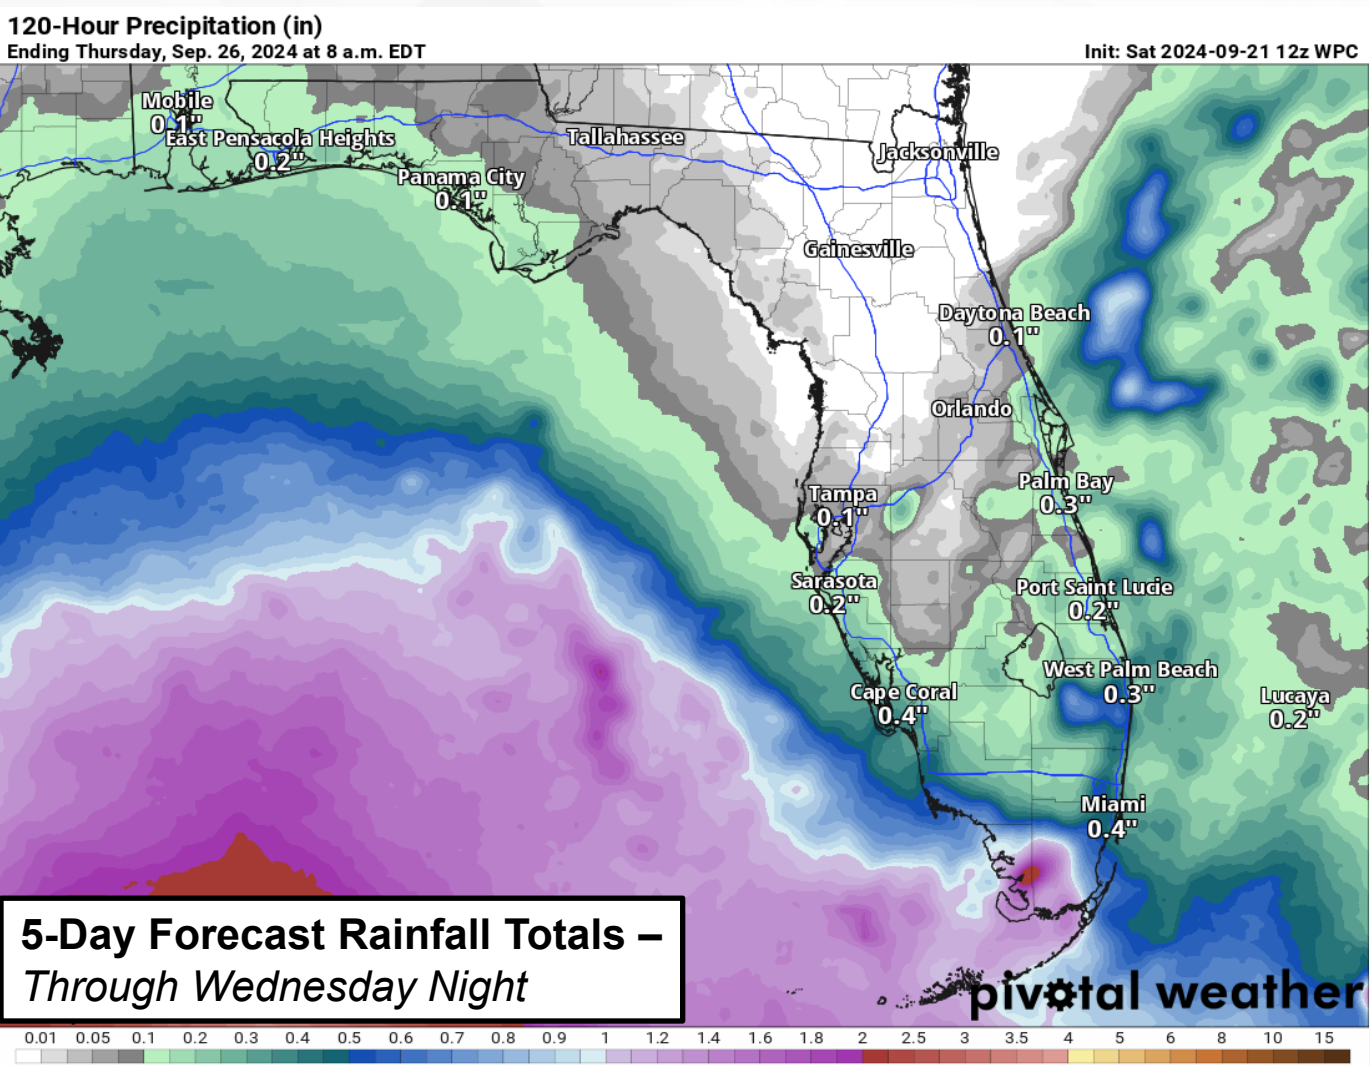 120-Hour Precipitation (in)
Ending Thursday, Sep. 26, 2024 at 8 a.m. EDT
Init: Sat 2024-09-21 12z WPC
Mobile
0.1"
East Pensacola Heights
0.2"
Tallahassee
Jacksonville
Panama City
0.1"
Gainesville
Daytona Beach
0.1"
Orlando
Palm Bay
0.3"
Tampa
0.1"
Sarasota
0.2"
Port Saint Lucie
0.2"
West Palm Beach
0.3"
Cape Coral
0.4"
Lucaya
0.2"
Miami
0.4"
5-Day Forecast Rainfall Totals –
Through Wednesday Night
pivotal weather
0.01 0.05 0.1 0.2 0.3 0.4 0.5 0.6 0.7 0.8 0.9 1 1.2 1.4 1.6 1.8 2 2.5 3 3.5 4 5 6 8 10 15